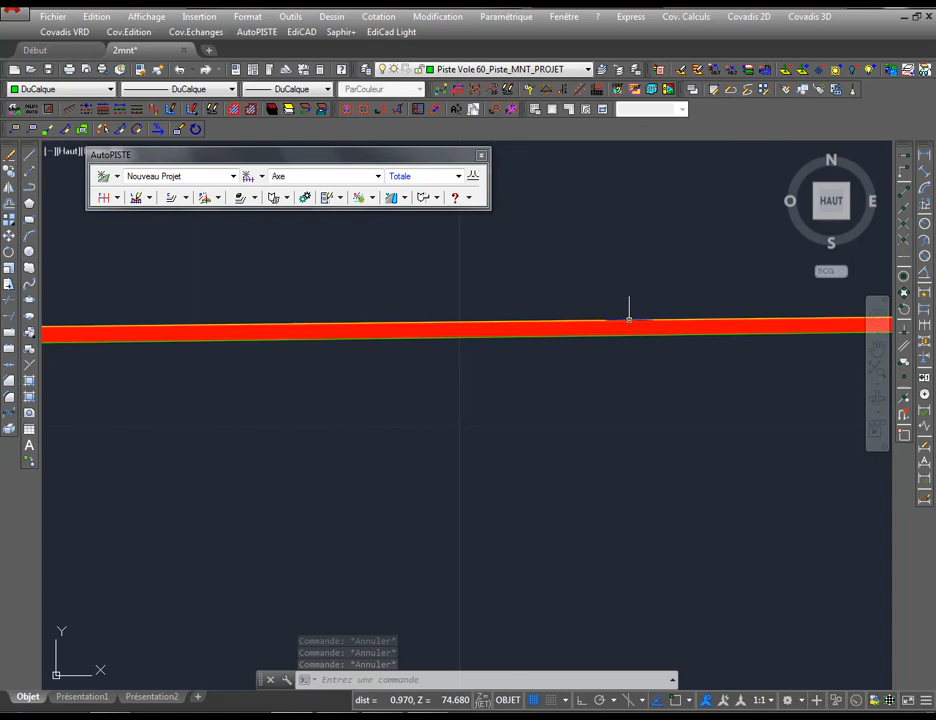 Fichier Edition Affichage Insertion Format Outils Dessin Cotation Modification Paramétrique Fenêtre ? Express Cov. Calculs Covadis 2D Covadis 3D
Covadis VRD Cov.Edition Cov.Echanges AutoPISTE EdiCAD Saphir+ EdiCad Light
Début 2mnt*
Piste Vole 60_Piste_MNT_PROJET
DuCalque DuCalque DuCalque ParCouleur
[−][Haut]
AutoPISTE
Nouveau Projet Axe Totale
N
O HAUT E
S
SCG
Y
X
Commande: *Annuler*
Commande: *Annuler*
Commande: *Annuler*
Entrez une commande
Objet Présentation1 Présentation2 +
dist = 0.970, Z = 74.680 OBJET 1:1